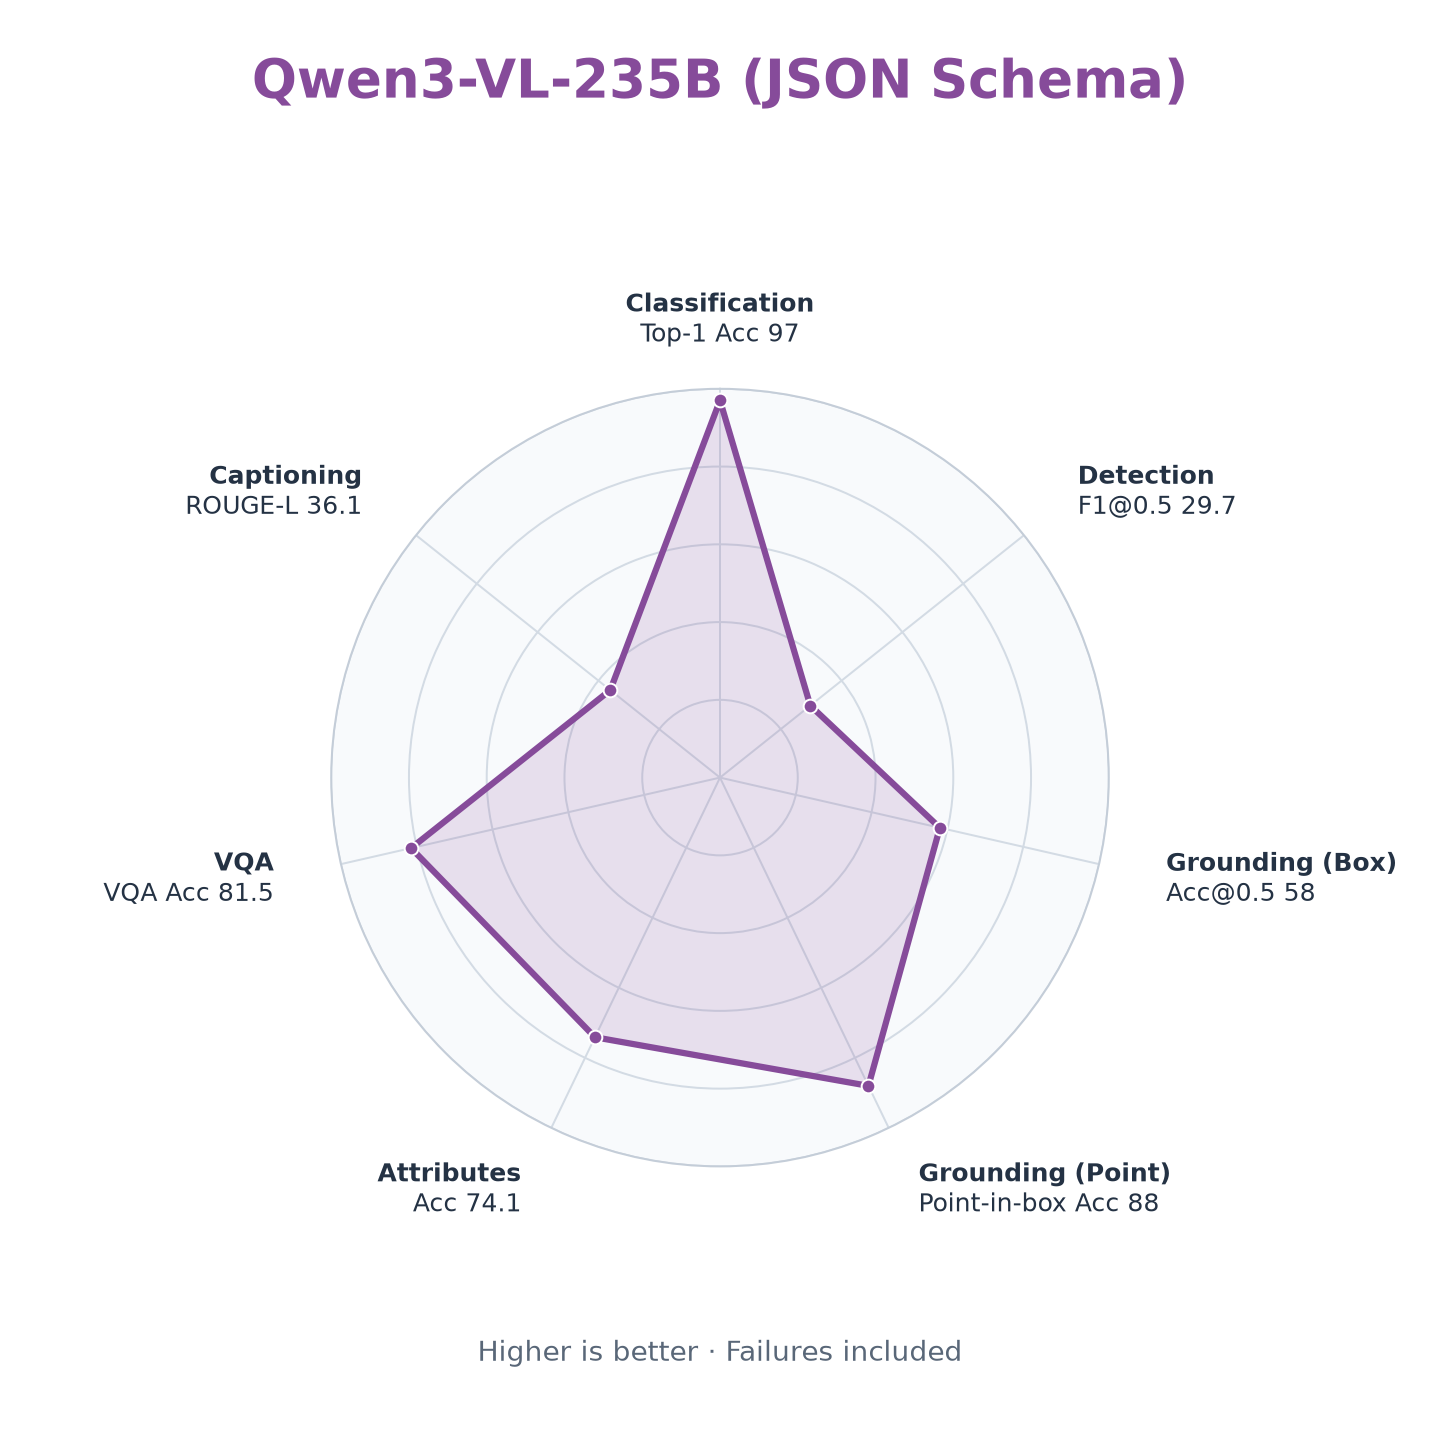 Qwen3-VL-235B (JSON Schema)
Classification
Top-1 Acc 97
Detection
F1@0.5 29.7
Grounding (Box)
Acc@0.5 58
Grounding (Point)
Point-in-box Acc 88
Attributes
Acc 74.1
VQA
VQA Acc 81.5
Captioning
ROUGE-L 36.1
Higher is better · Failures included